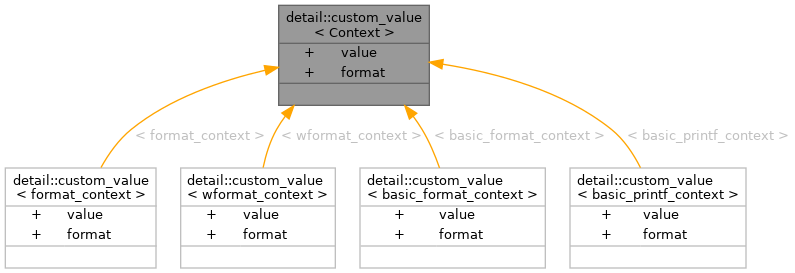 detail::custom_value
< Context >
+ value
+ format
< format_context >
< wformat_context >
< basic_format_context >
< basic_printf_context >
detail::custom_value
< format_context >
+ value
+ format
detail::custom_value
< wformat_context >
+ value
+ format
detail::custom_value
< basic_format_context >
+ value
+ format
detail::custom_value
< basic_printf_context >
+ value
+ format